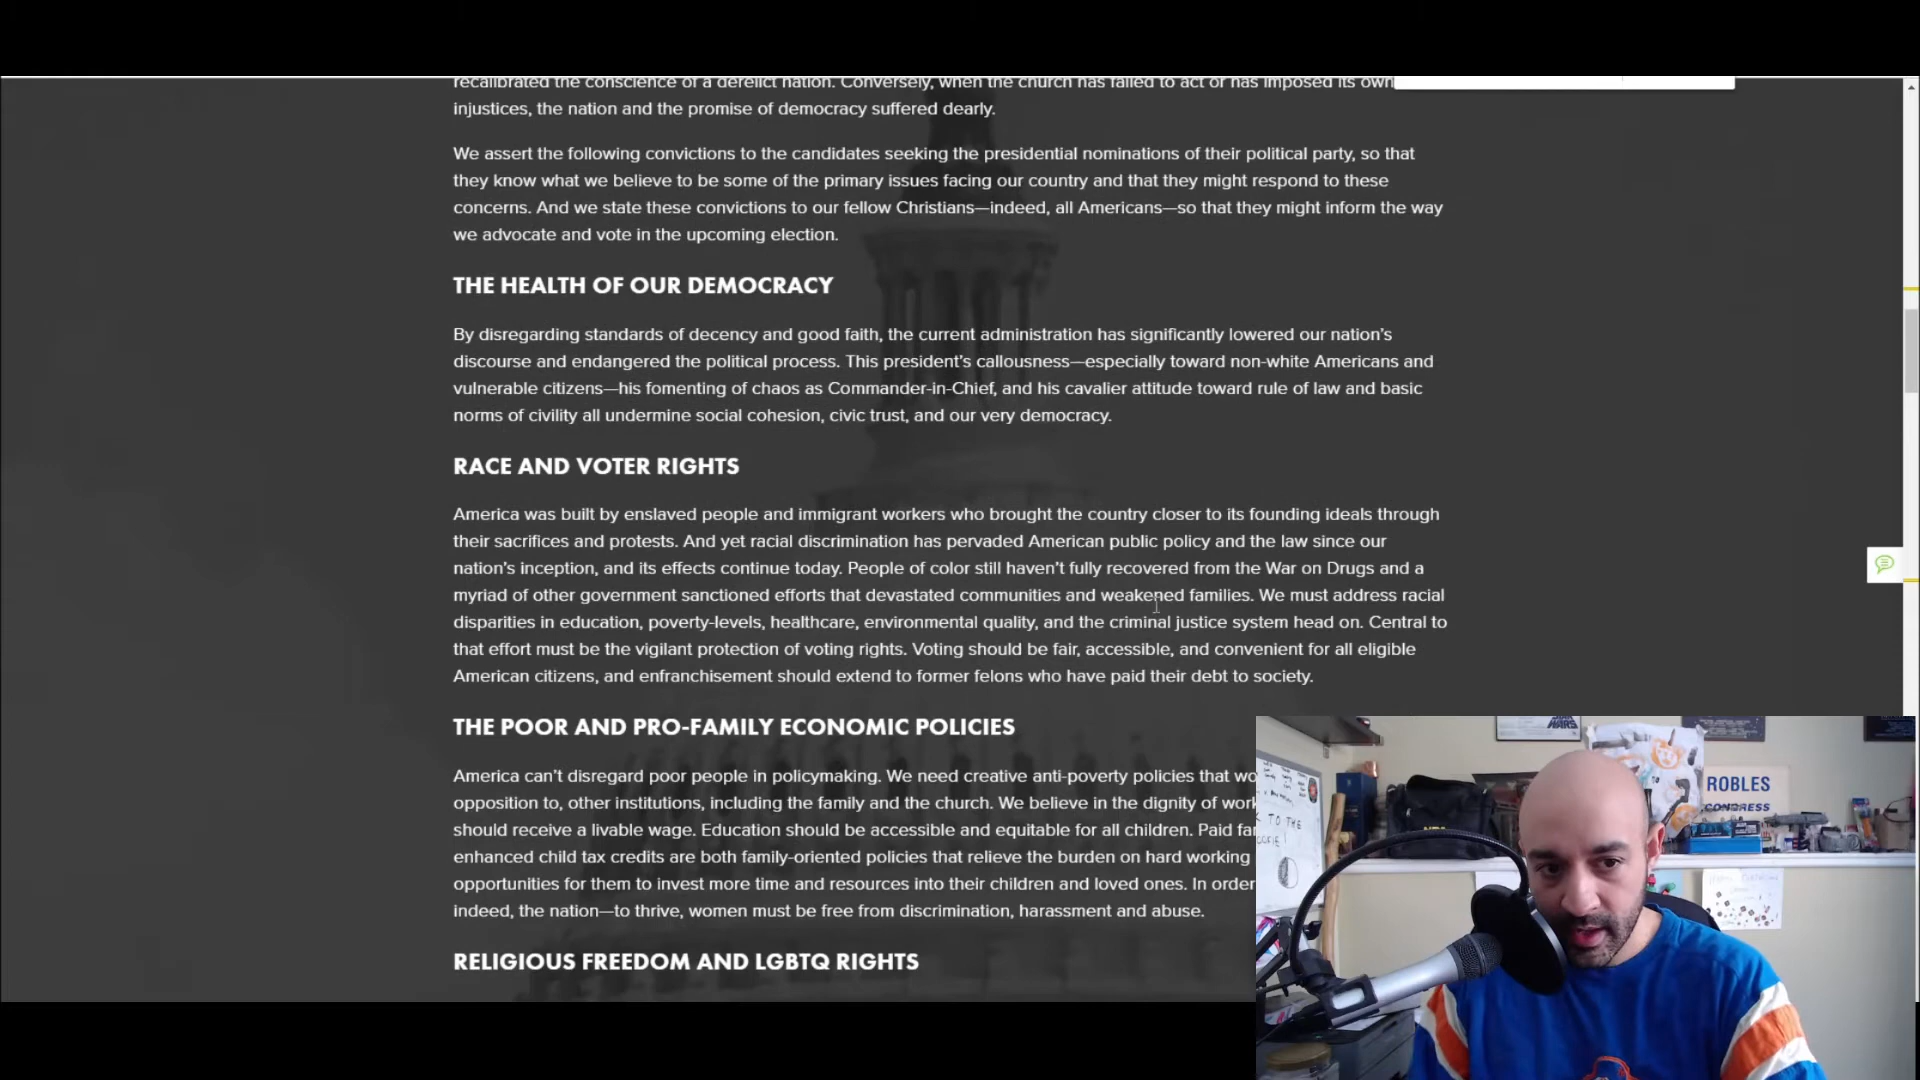 recalibrated the conscience of a derelict nation. Conversely, when the church has failed to act or has imposed its own
injustices, the nation and the promise of democracy suffered dearly.
We assert the following convictions to the candidates seeking the presidential nominations of their political party, so that
they know what we believe to be some of the primary issues facing our country and that they might respond to these
concerns. And we state these convictions to our fellow Christians—indeed, all Americans—so that they might inform the way
we advocate and vote in the upcoming election.
THE HEALTH OF OUR DEMOCRACY
By disregarding standards of decency and good faith, the current administration has significantly lowered our nation’s
discourse and endangered the political process. This president’s callousness—especially toward non-white Americans and
vulnerable citizens—his fomenting of chaos as Commander-in-Chief, and his cavalier attitude toward rule of law and basic
norms of civility all undermine social cohesion, civic trust, and our very democracy.
RACE AND VOTER RIGHTS
America was built by enslaved people and immigrant workers who brought the country closer to its founding ideals through
their sacrifices and protests. And yet racial discrimination has pervaded American public policy and the law since our
nation’s inception, and its effects continue today. People of color still haven’t fully recovered from the War on Drugs and a
myriad of other government sanctioned efforts that devastated communities and weakened families. We must address racial
disparities in education, poverty-levels, healthcare, environmental quality, and the criminal justice system head on. Central to
that effort must be the vigilant protection of voting rights. Voting should be fair, accessible, and convenient for all eligible
American citizens, and enfranchisement should extend to former felons who have paid their debt to society.
THE POOR AND PRO-FAMILY ECONOMIC POLICIES
America can’t disregard poor people in policymaking. We need creative anti-poverty policies that wo
opposition to, other institutions, including the family and the church. We believe in the dignity of work
should receive a livable wage. Education should be accessible and equitable for all children. Paid fa
enhanced child tax credits are both family-oriented policies that relieve the burden on hard working
opportunities for them to invest more time and resources into their children and loved ones. In order
indeed, the nation—to thrive, women must be free from discrimination, harassment and abuse.
RELIGIOUS FREEDOM AND LGBTQ RIGHTS
STAR
WARS
ROBLES
CONGRESS
TO THE